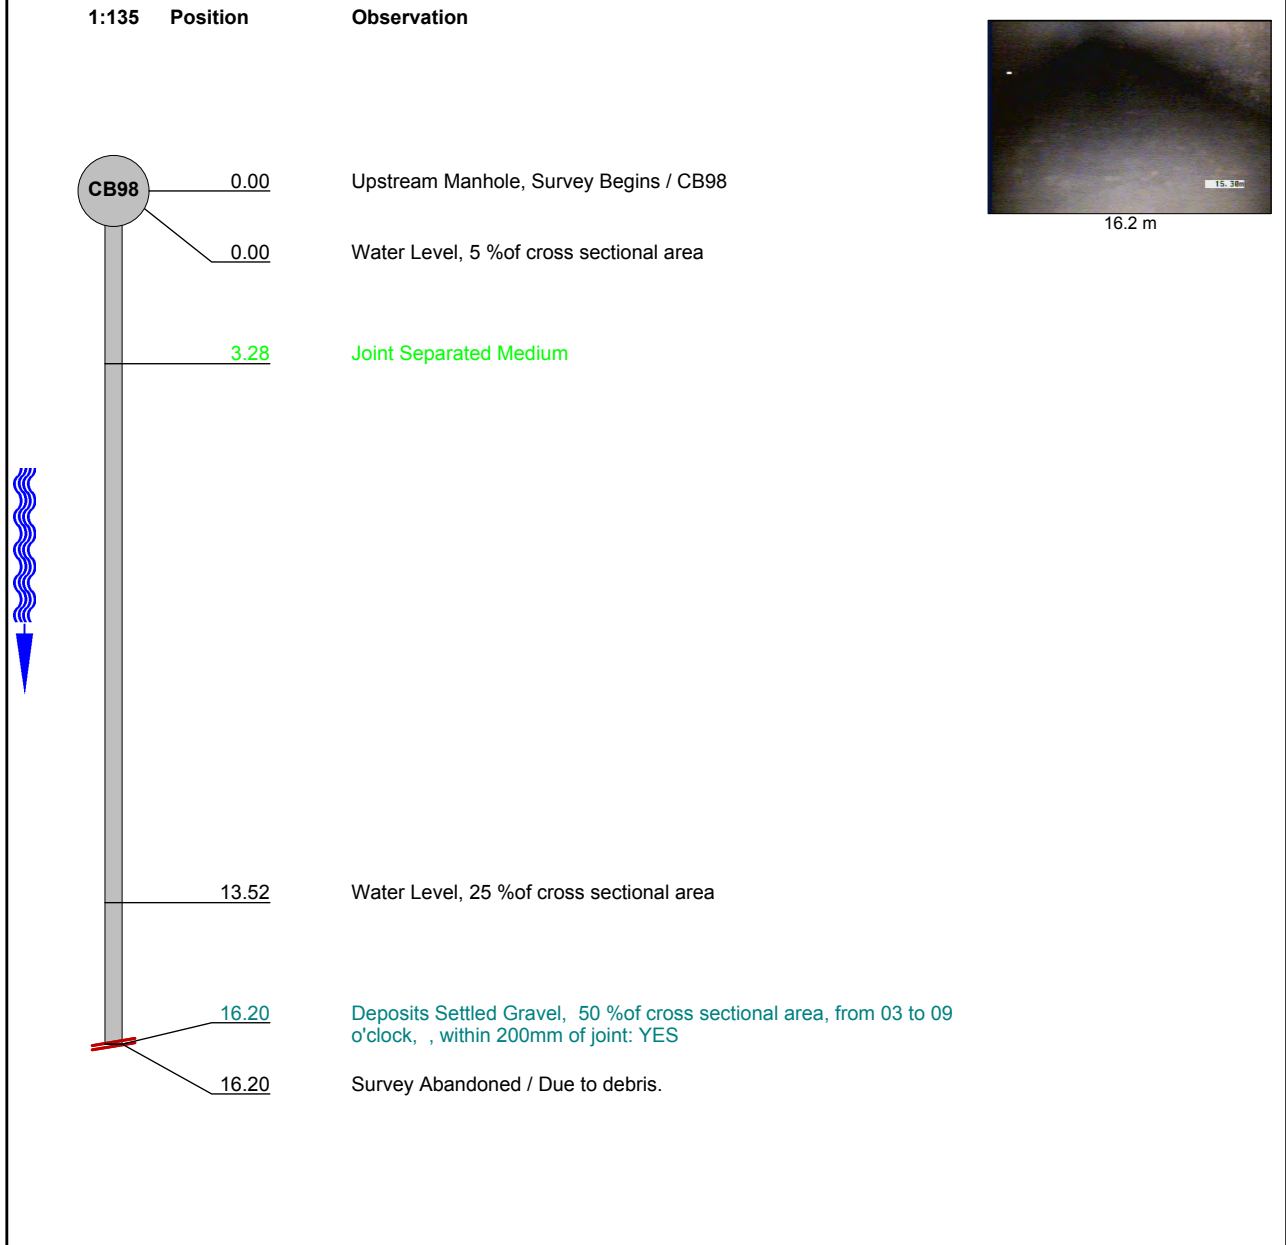 1:135 Position Observation
CB98
0.00 Upstream Manhole, Survey Begins / CB98
15.30m
16.2 m
0.00 Water Level, 5 %of cross sectional area
3.28 Joint Separated Medium
13.52 Water Level, 25 %of cross sectional area
16.20 Deposits Settled Gravel, 50 %of cross sectional area, from 03 to 09
o'clock, , within 200mm of joint: YES
16.20 Survey Abandoned / Due to debris.